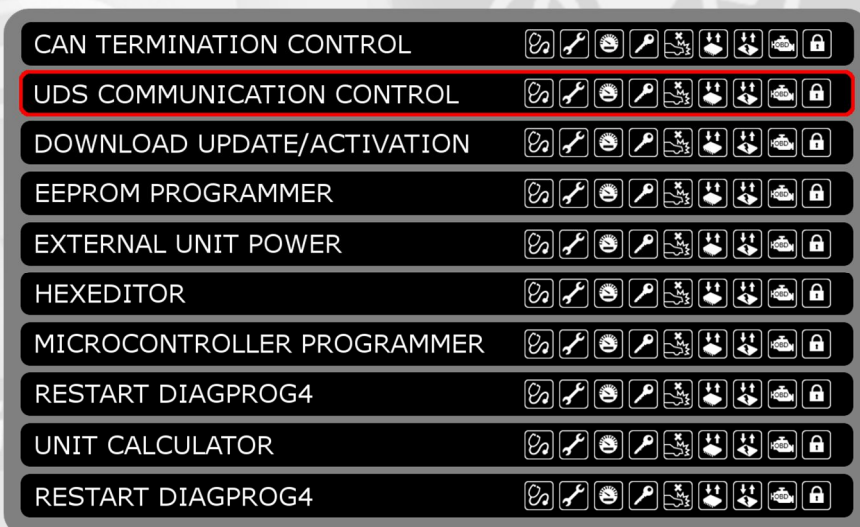 CAN TERMINATION CONTROL
UDS COMMUNICATION CONTROL
DOWNLOAD UPDATE/ACTIVATION
EEPROM PROGRAMMER
EXTERNAL UNIT POWER
HEXEDITOR
MICROCONTROLLER PROGRAMMER
RESTART DIAGPROG4
UNIT CALCULATOR
RESTART DIAGPROG4